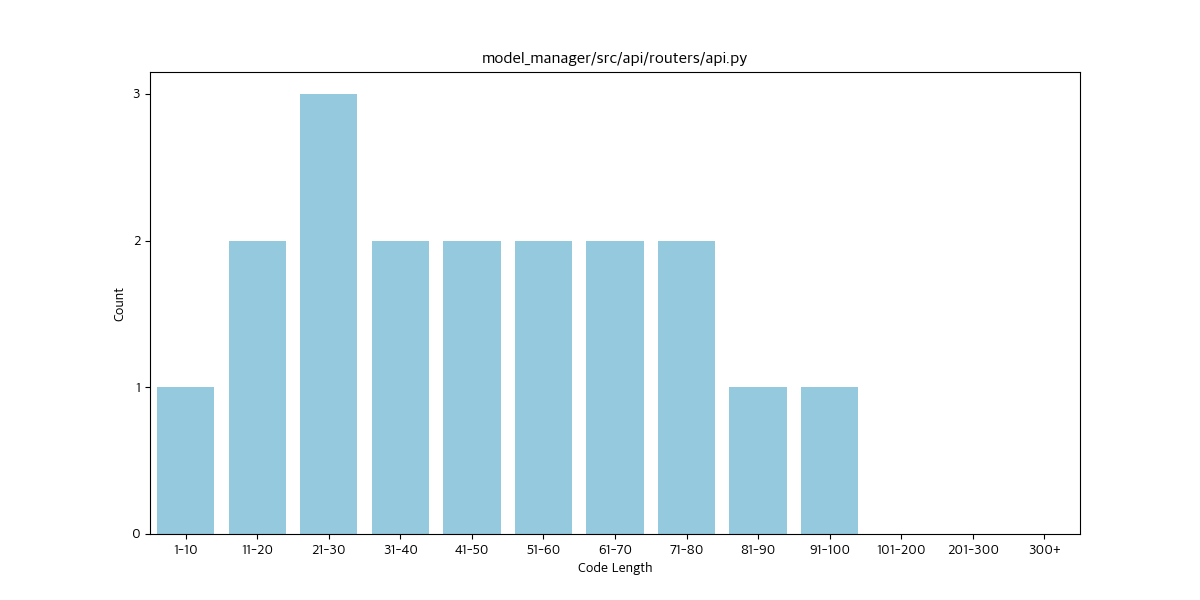 model_manager/src/api/routers/api.py
Count
3
2
1
0
1-10 11-20 21-30 31-40 41-50 51-60 61-70 71-80 81-90 91-100 101-200 201-300 300+
Code Length